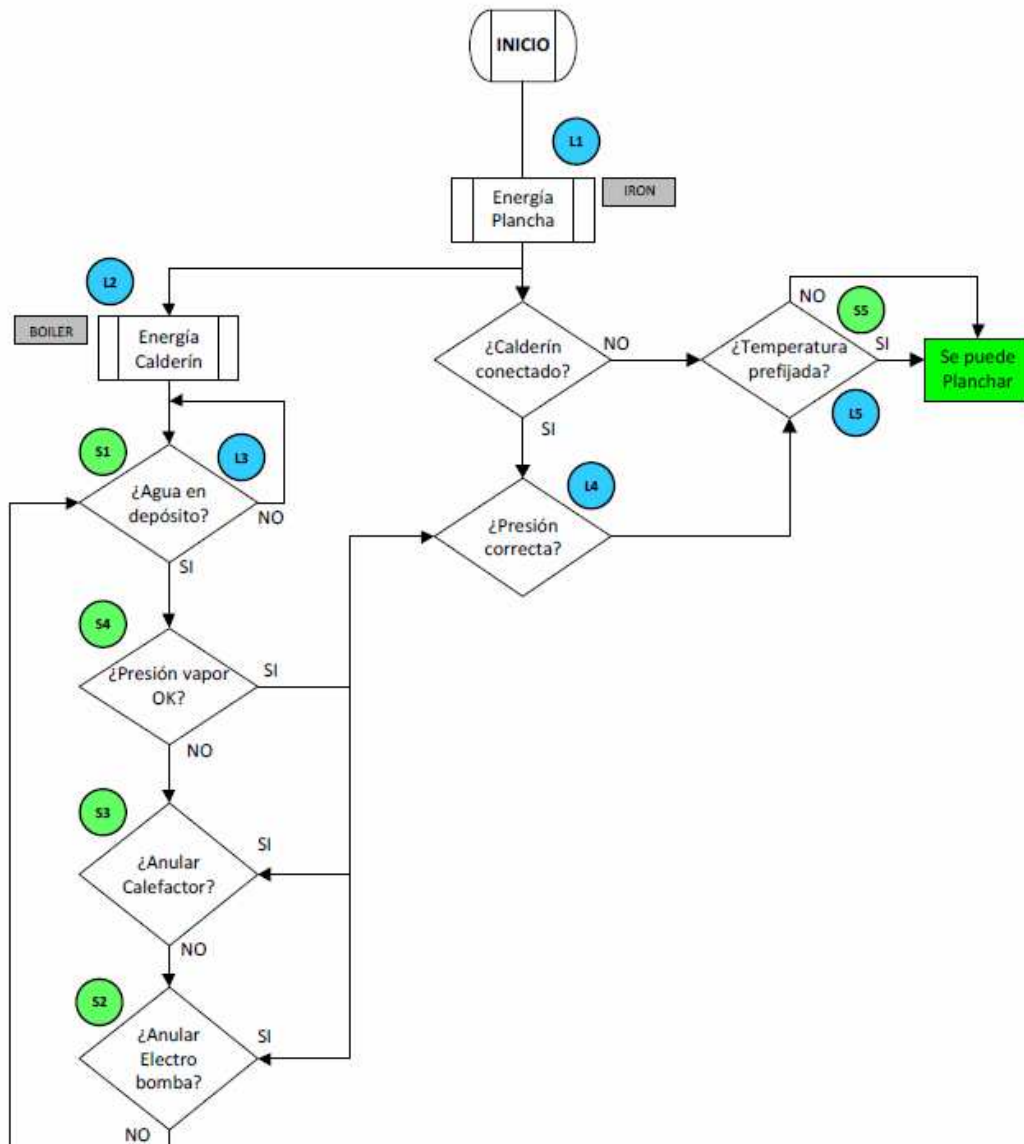 INICIO
L1
Energía
Plancha
IRON
L2
BOILER
Energía
Calderín
¿Calderín
conectado?
NO
SI
¿Temperatura
prefijada?
NO
S5
SI
L5
Se puede
Planchar
S1
L3
¿Agua en
depósito?
NO
SI
L4
¿Presión
correcta?
S4
¿Presión vapor
OK?
SI
NO
S3
¿Anular
Calefactor?
SI
NO
S2
¿Anular
Electro
bomba?
SI
NO